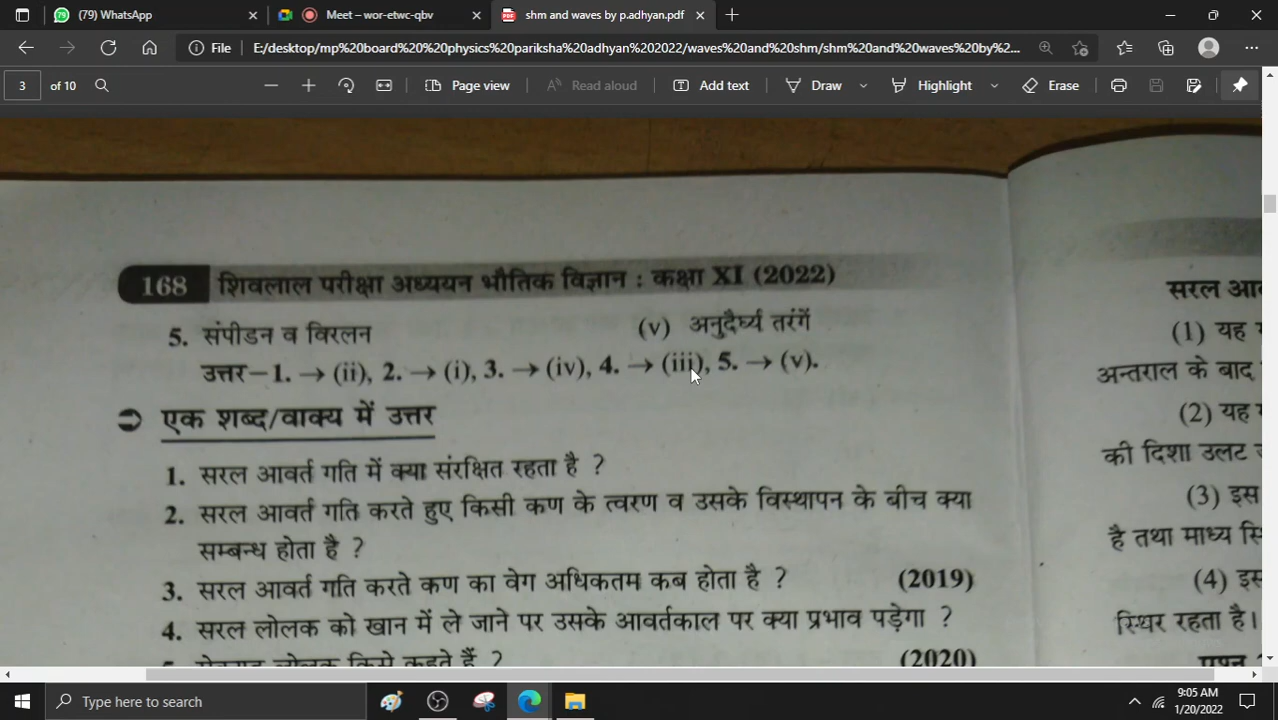 (79) WhatsApp
Meet – wor-etwc-qbv
shm and waves by p.adhyan.pdf
File
E:/desktop/mp%20board%20%20physics%20pariksha%20adhyan%202022/waves%20and%20shm/shm%20and%20waves%20by%2...
3 of 10
Page view
Read aloud
Add text
Draw
Highlight
Erase
168 शिवलाल परीक्षा अध्ययन भौतिक विज्ञान : कक्षा XI (2022)
5. संपीडन व विरलन (v) अनुदैर्घ्य तरंगें
उत्तर–1. → (ii), 2. → (i), 3. → (iv), 4. → (iii), 5. → (v).
एक शब्द/वाक्य में उत्तर
1. सरल आवर्त गति में क्या संरक्षित रहता है ?
2. सरल आवर्त गति करते हुए किसी कण के त्वरण व उसके विस्थापन के बीच क्या
सम्बन्ध होता है ?
3. सरल आवर्त गति करते कण का वेग अधिकतम कब होता है ? (2019)
4. सरल लोलक को खान में ले जाने पर उसके आवर्तकाल पर क्या प्रभाव पड़ेगा ?
लोलक किसे कहते हैं ? (2020)
सरल
(1) यह
अन्तराल के बाद
(2) यह
की दिशा उलट
(3) इस
है तथा माध्य
(4)
स्थिर रहता है।
प्रश्न
Type here to search
9:05 AM
1/20/2022